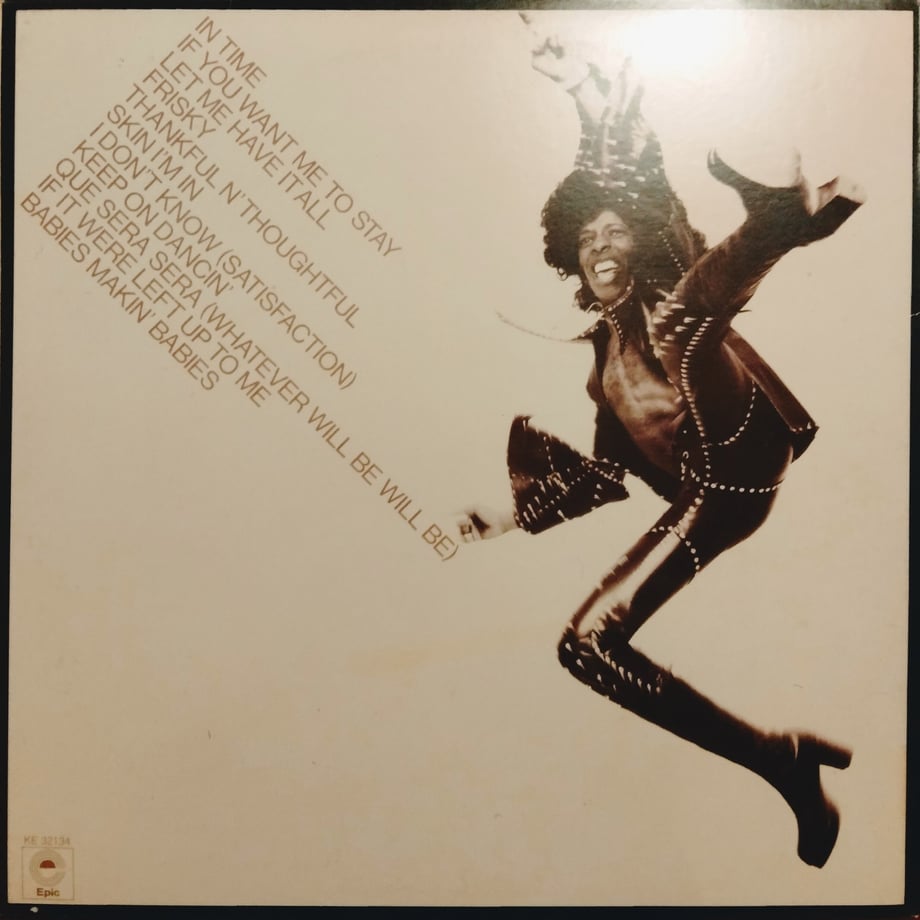 IN TIME
IF YOU WANT ME TO STAY
LET ME HAVE IT ALL
FRISKY
THANKFUL N' THOUGHTFUL
SKIN I'M IN
I DON'T KNOW (SATISFACTION)
KEEP ON DANCIN'
QUE SERA SERA (WHATEVER WILL BE WILL BE)
IF IT WERE LEFT UP TO ME
BABIES MAKIN' BABIES
KE 32134
Epic